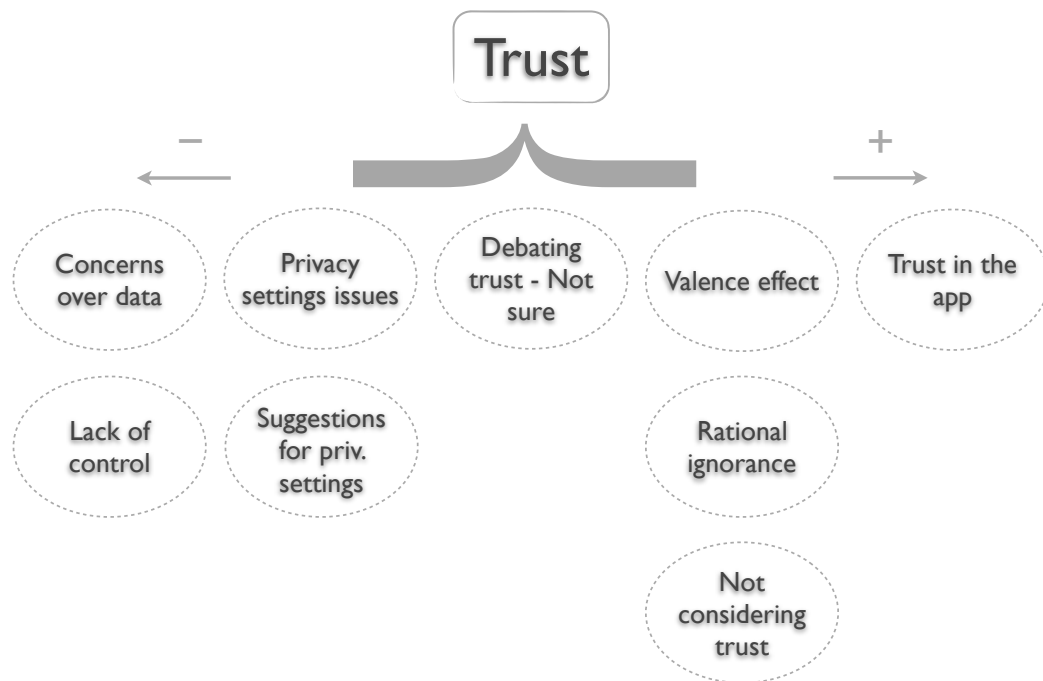 Trust
−
+
Concerns
over data
Privacy
settings issues
Debating
trust - Not
sure
Valence effect
Trust in the
app
Lack of
control
Suggestions
for priv.
settings
Rational
ignorance
Not
considering
trust